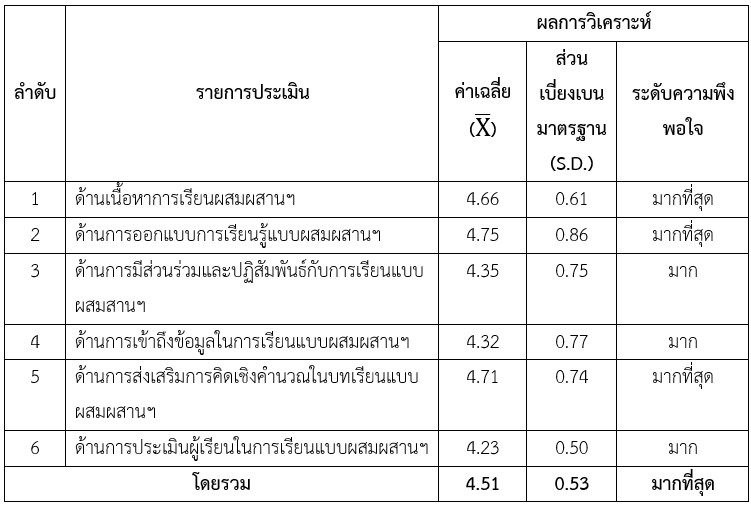 ลำดับ รายการประเมิน ผลการวิเคราะห์
ค่าเฉลี่ย
(X̅)
ส่วน
เบี่ยงเบน
มาตรฐาน
(S.D.)
ระดับความพึง
พอใจ
1 ด้านเนื้อหาการเรียนผสมผสานฯ 4.66 0.61 มากที่สุด
2 ด้านการออกแบบการเรียนรู้แบบผสมผสานฯ 4.75 0.86 มากที่สุด
3 ด้านการมีส่วนร่วมและปฏิสัมพันธ์กับการเรียนแบบ 4.35 0.75 มาก
ผสมสานฯ
4 ด้านการเข้าถึงข้อมูลในการเรียนแบบผสมผสานฯ 4.32 0.77 มาก
5 ด้านการส่งเสริมการคิดเชิงคำนวณในบทเรียนแบบ 4.71 0.74 มากที่สุด
ผสมผสานฯ
6 ด้านการประเมินผู้เรียนในการเรียนแบบผสมผสานฯ 4.23 0.50 มาก
โดยรวม 4.51 0.53 มากที่สุด